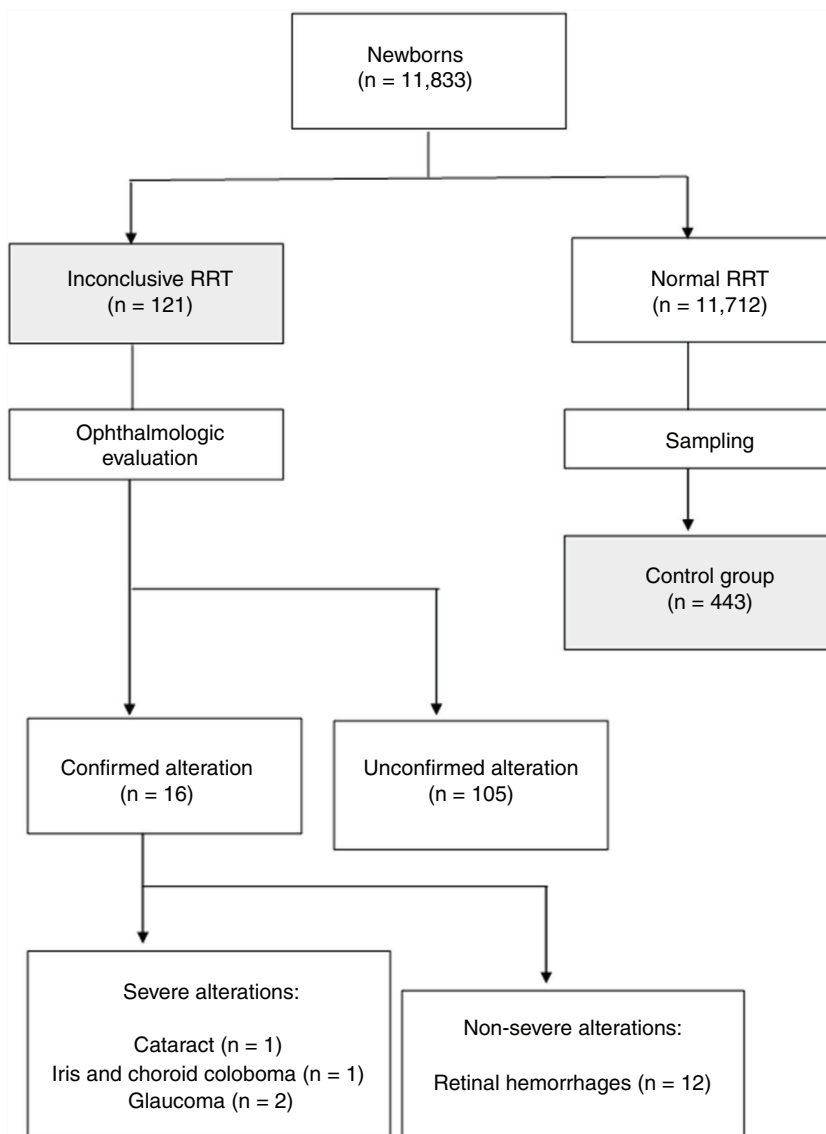 Newborns
(n = 11,833)
Inconclusive RRT
(n = 121)
Normal RRT
(n = 11,712)
Ophthalmologic
evaluation
Sampling
Control group
(n = 443)
Confirmed alteration
(n = 16)
Unconfirmed alteration
(n = 105)
Severe alterations:
Cataract (n = 1)
Iris and choroid coloboma (n = 1)
Glaucoma (n = 2)
Non-severe alterations:
Retinal hemorrhages (n = 12)